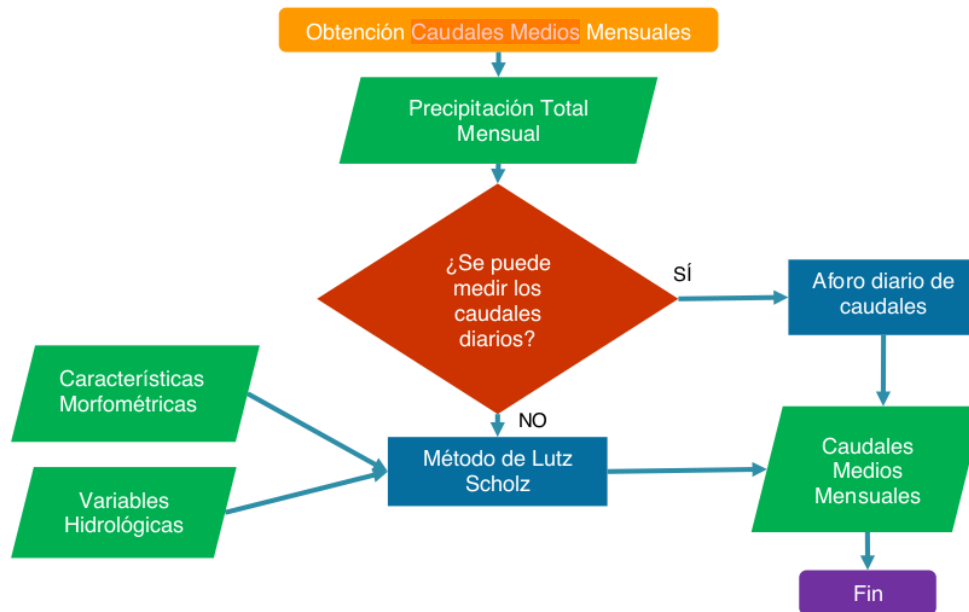 Obtención Caudales Medios Mensuales
Precipitación Total
Mensual
¿Se puede
medir los
caudales
diarios?
SÍ
Aforo diario de
caudales
Características
Morfométricas
NO
Método de Lutz
Scholz
Caudales
Medios
Mensuales
Variables
Hidrológicas
Fin